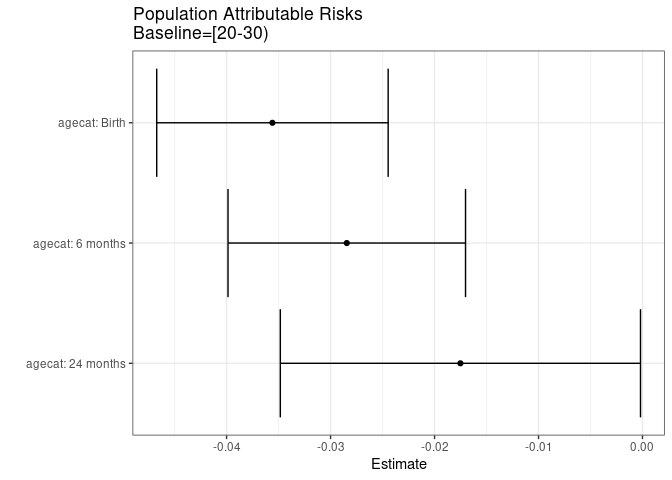 Population Attributable Risks
Baseline=[20-30)
agecat: Birth
agecat: 6 months
agecat: 24 months
-0.04 -0.03 -0.02 -0.01 0.00
Estimate